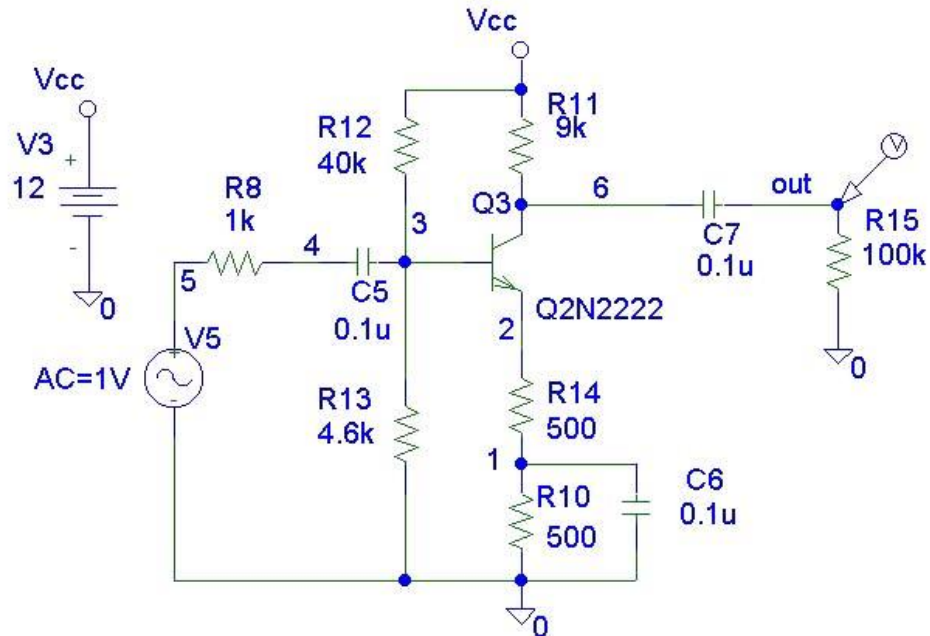 Vcc
Vcc
V3
+
12
-
0
R12
40k
R11
9k
R8
1k
3
Q3
6
out
V
R15
100k
C7
0.1u
0
5
4
C5
0.1u
Q2N2222
2
V5
+
AC=1V
-
R13
4.6k
R14
500
1
R10
500
C6
0.1u
0